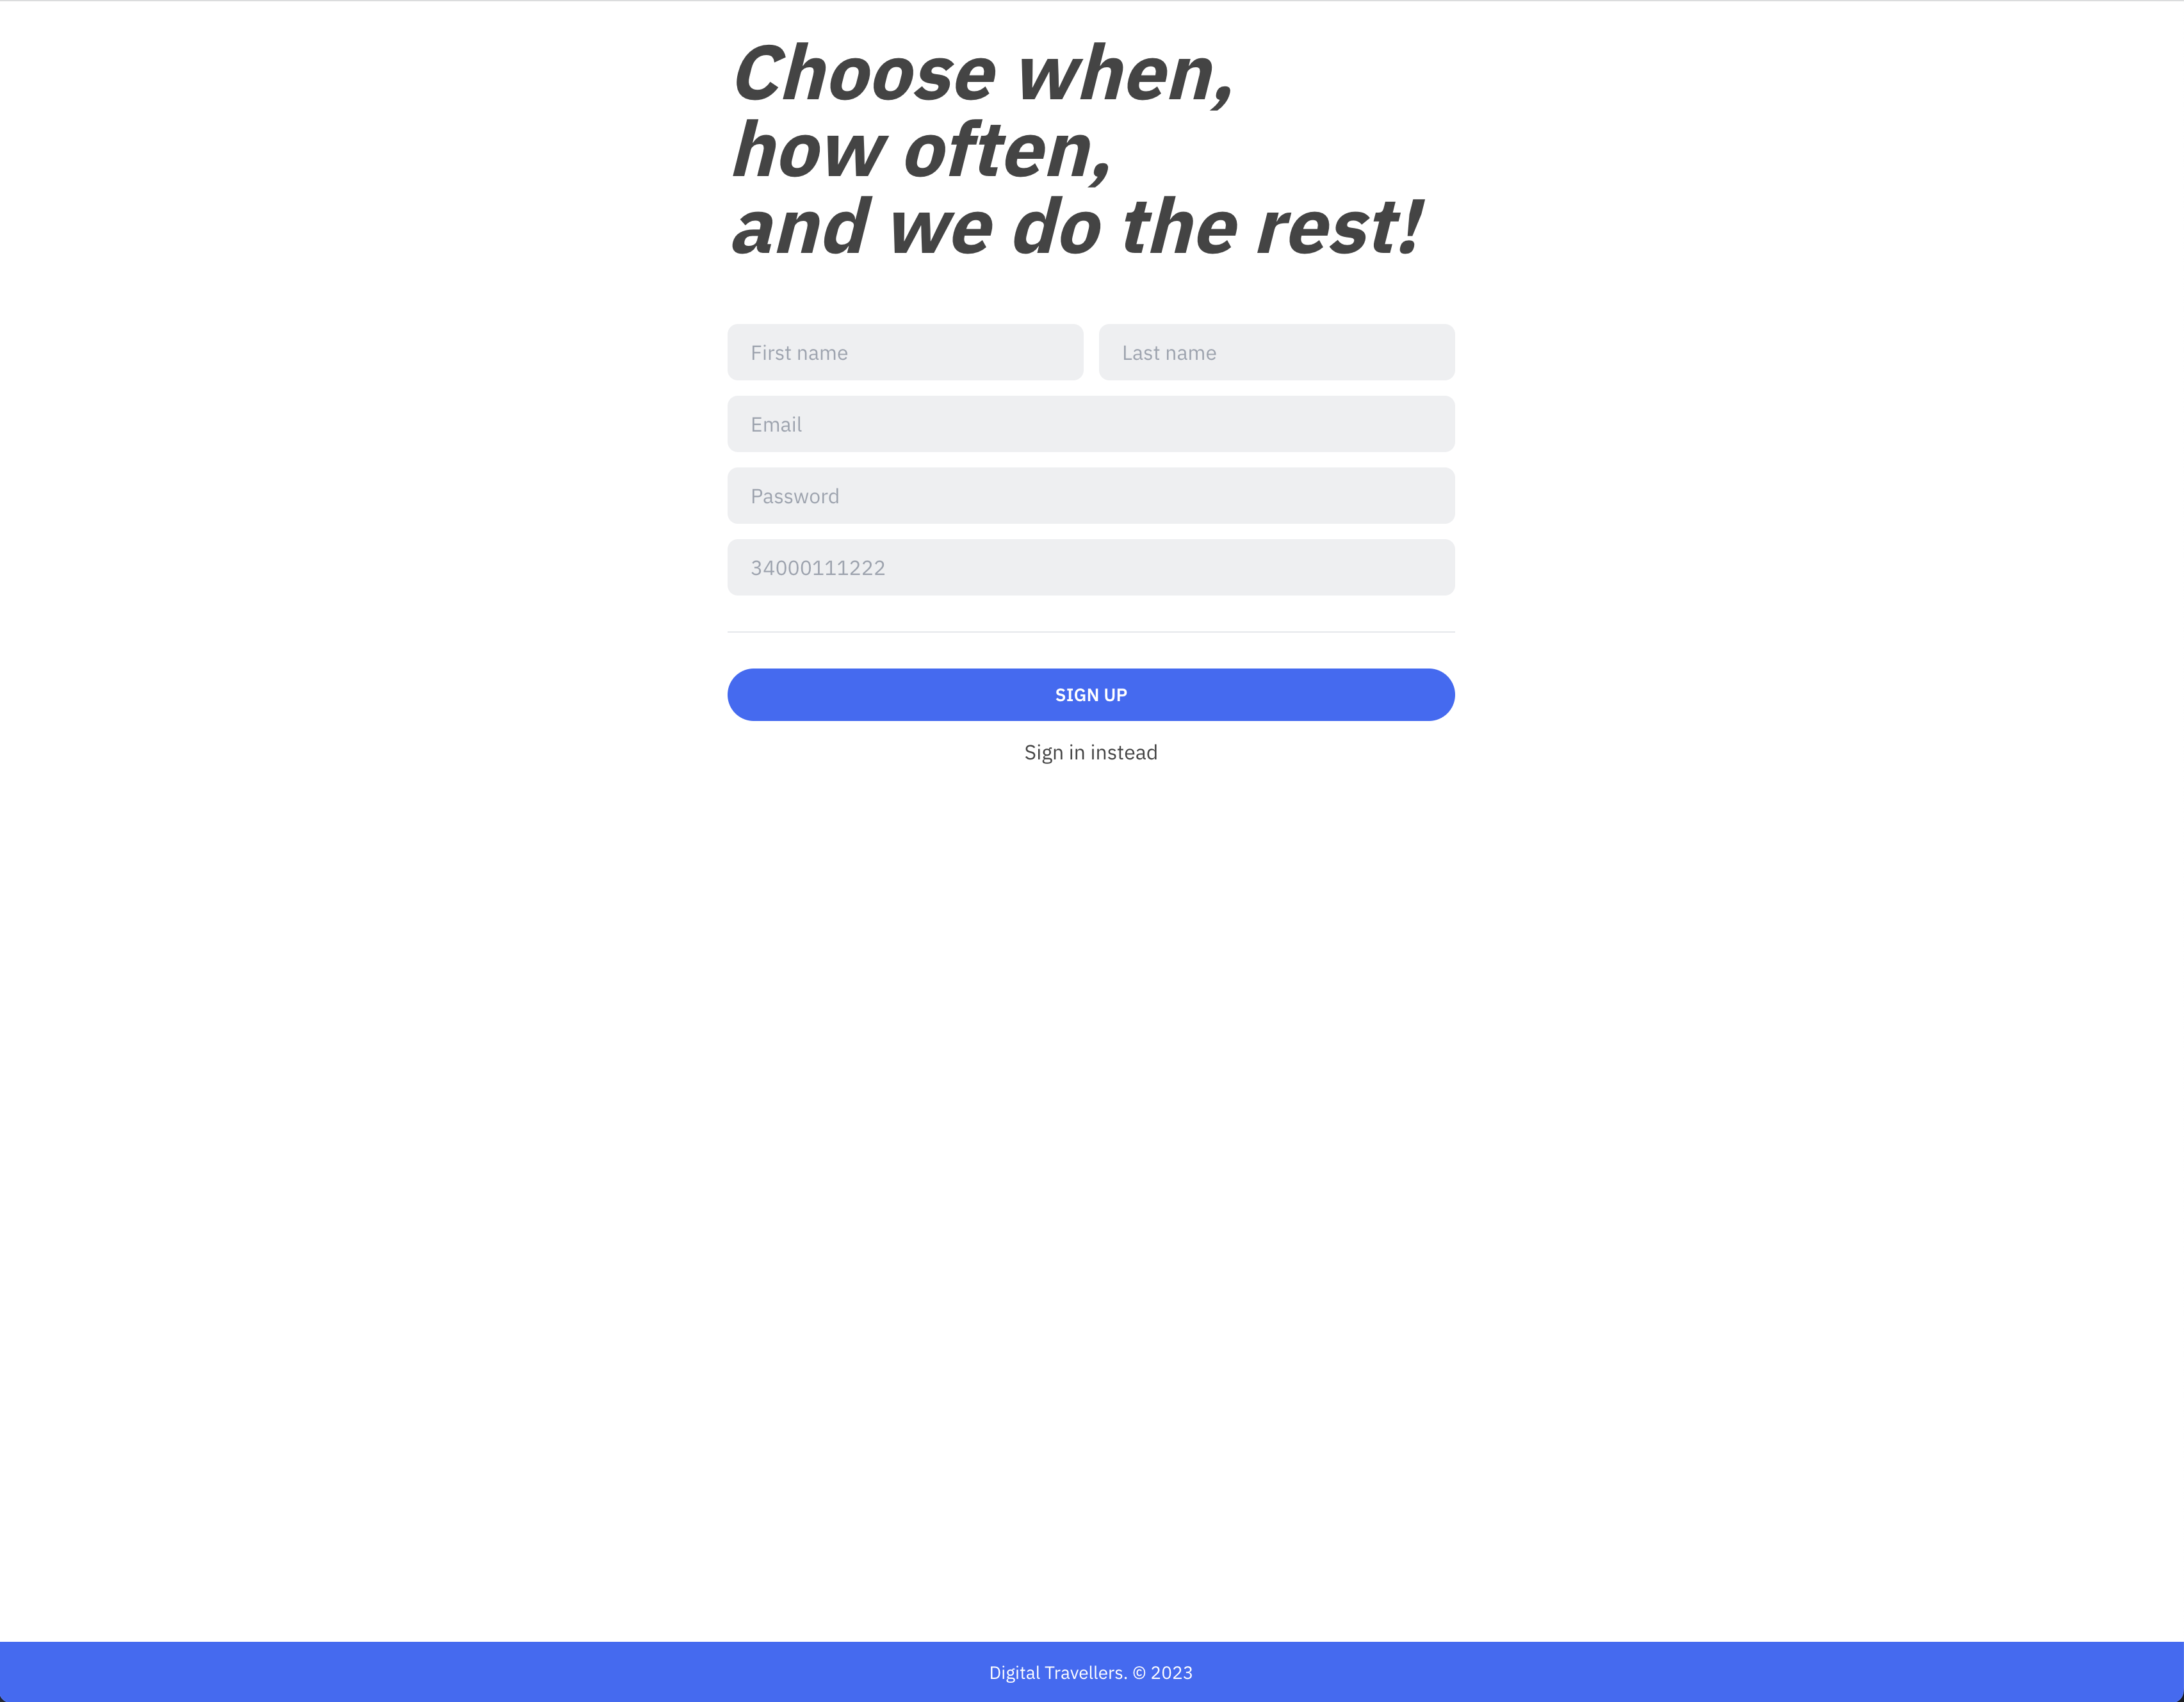 Choose when,
how often,
and we do the rest!
First name
Last name
Email
Password
34000111222
SIGN UP
Sign in instead
Digital Travellers. © 2023